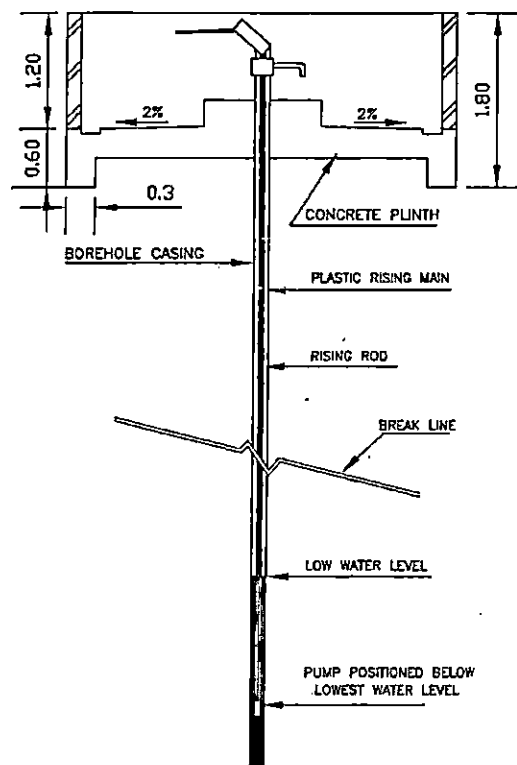 1.20
2%
2%
1.80
0.60
0.3
CONCRETE PLINTH
BOREHOLE CASING
PLASTIC RISING MAIN
RISING ROD
BREAK LINE
LOW WATER LEVEL
PUMP POSITIONED BELOW
LOWEST WATER LEVEL